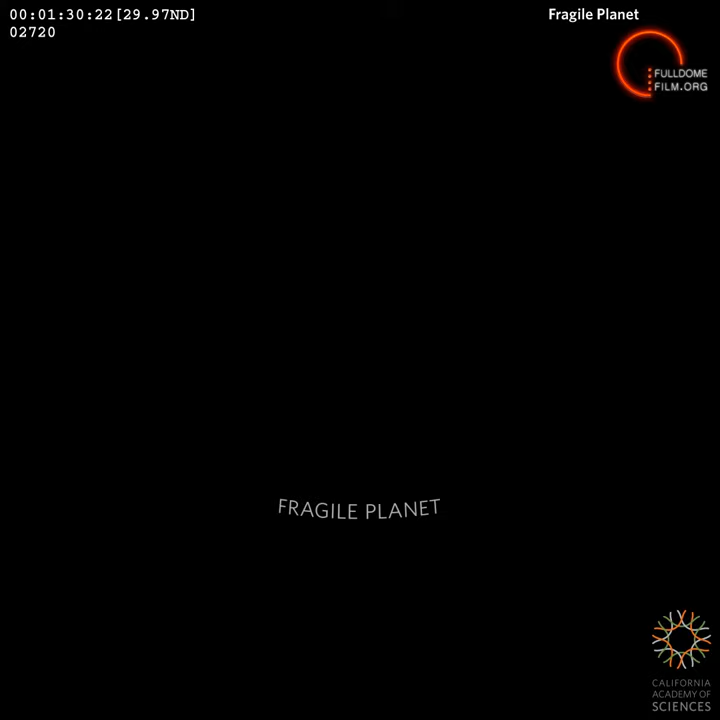 00:01:30:22[29.97ND]
02720
Fragile Planet
FULLDOME
FILM.ORG
FRAGILE PLANET
CALIFORNIA
ACADEMY OF
SCIENCES